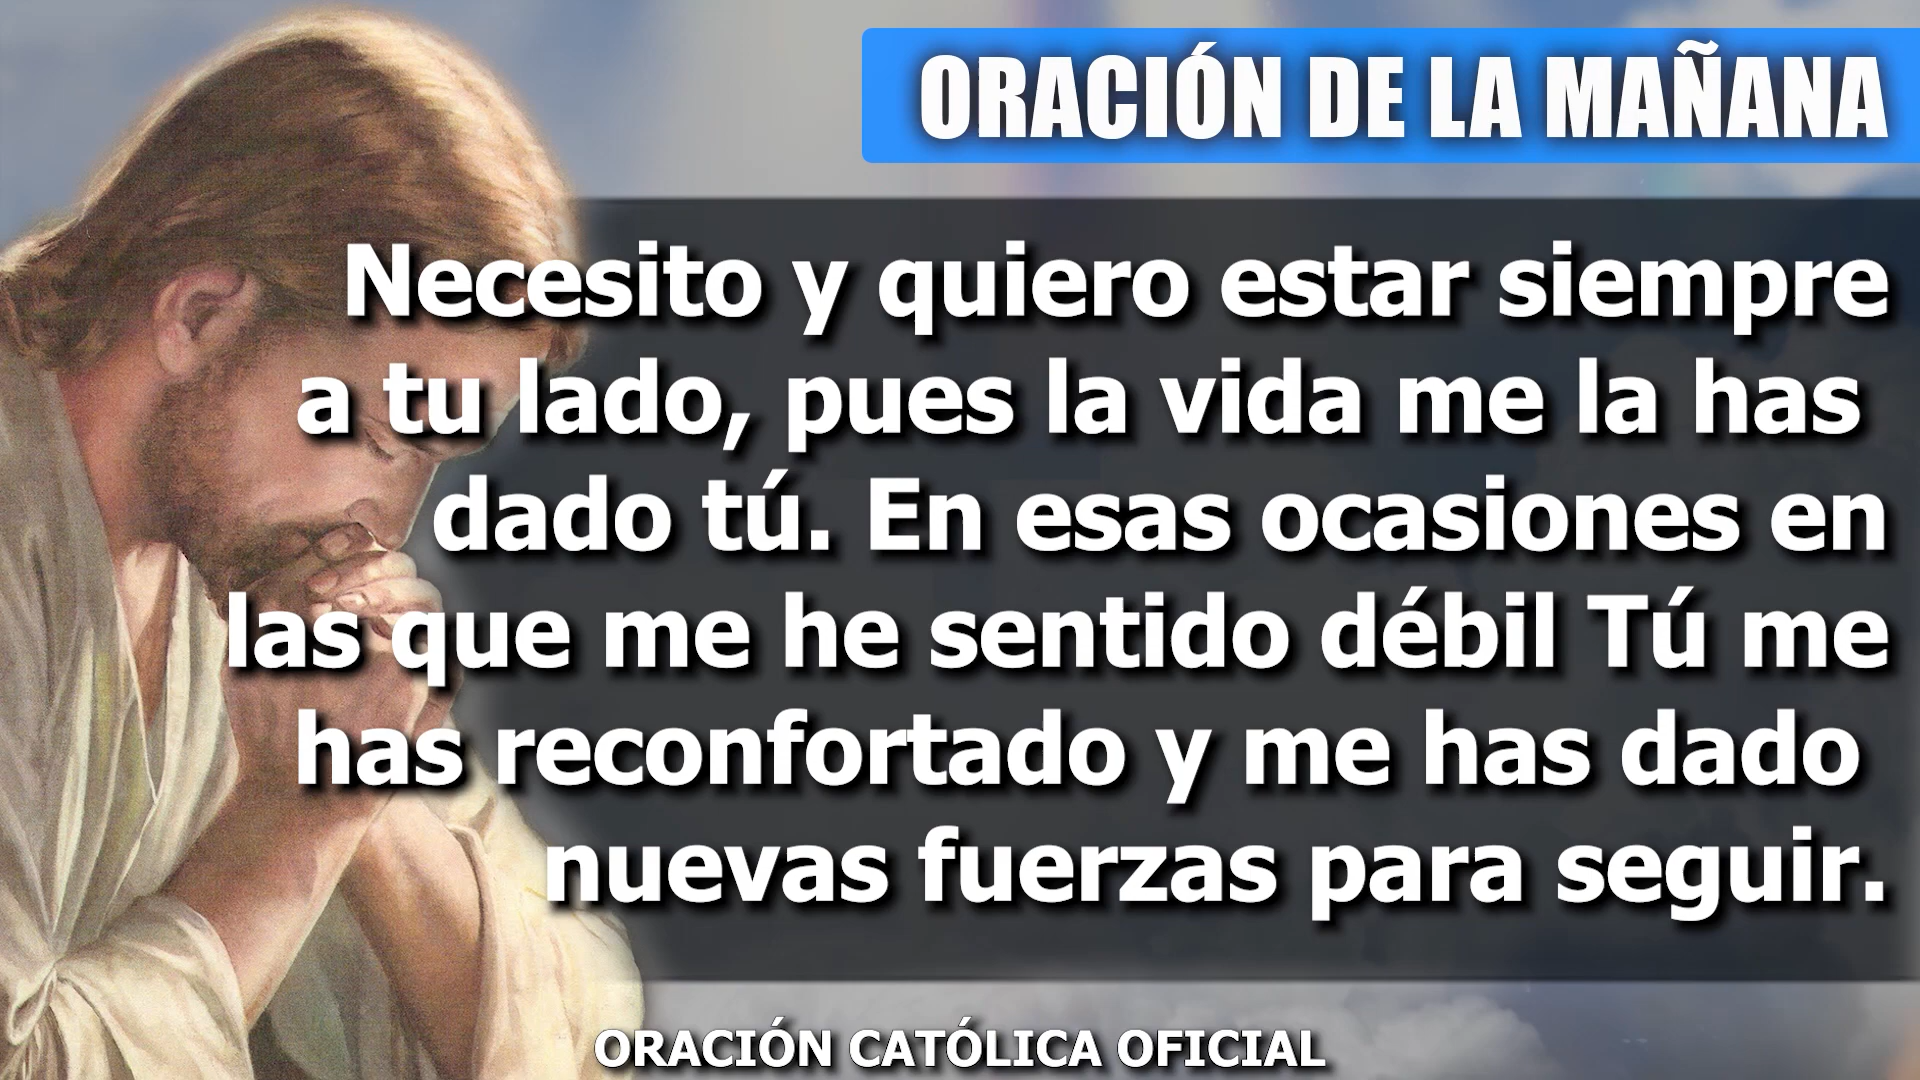 ORACIÓN DE LA MAÑANA
Necesito y quiero estar siempre
a tu lado, pues la vida me la has
dado tú. En esas ocasiones en
las que me he sentido débil Tú me
has reconfortado y me has dado
nuevas fuerzas para seguir.
ORACIÓN CATÓLICA OFICIAL